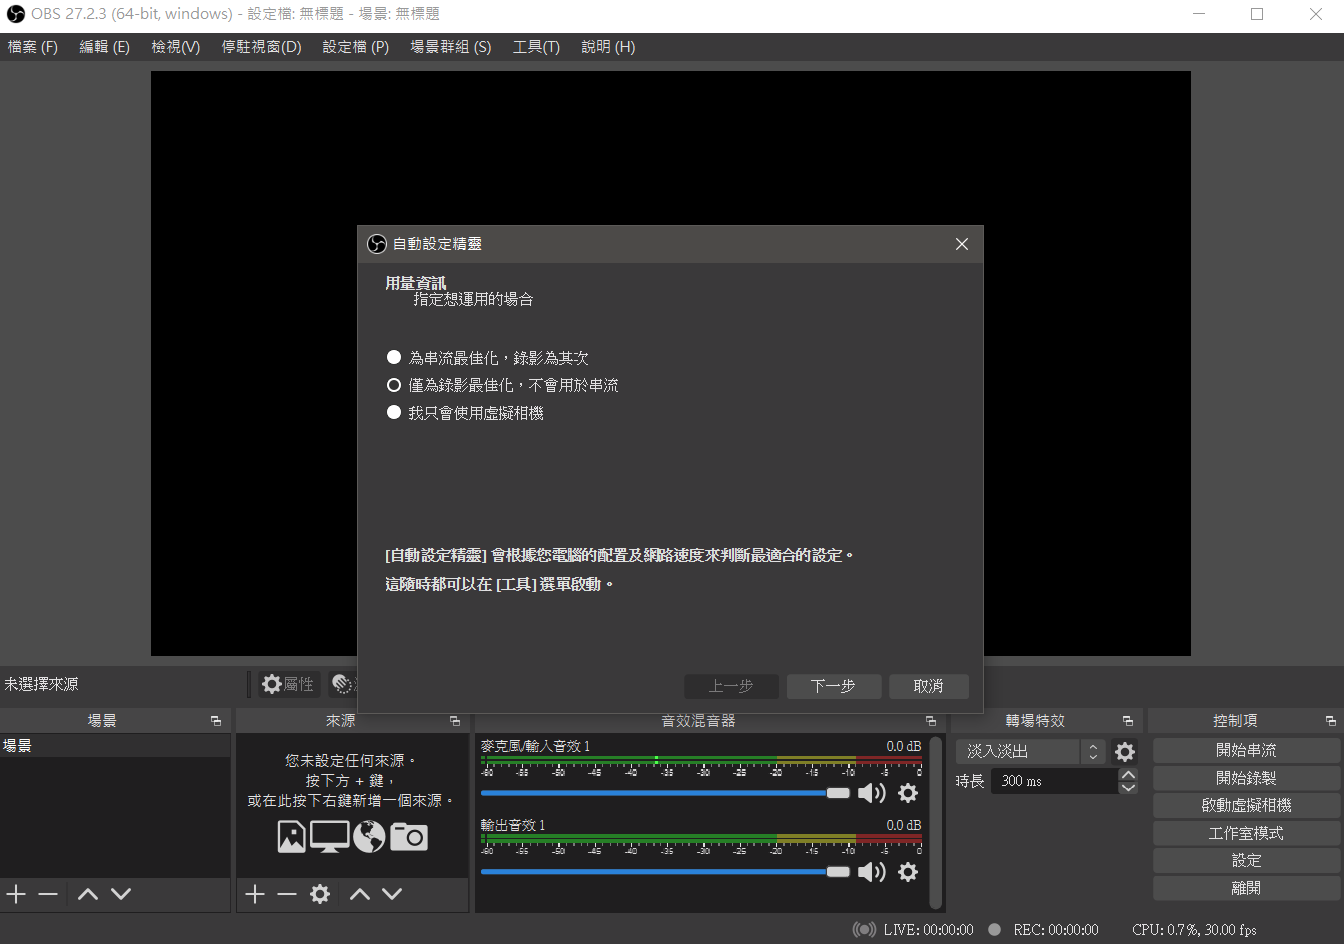 OBS 27.2.3 (64-bit, windows) - 設定檔: 無標題 - 場景: 無標題
檔案 (F) 編輯 (E) 檢視(V) 停駐視窗(D) 設定檔 (P) 場景群組 (S) 工具(T) 說明 (H)
自動設定精靈
用量資訊
指定想運用的場合
為串流最佳化，錄影為其次
僅為錄影最佳化，不會用於串流
我只會使用虛擬相機
[自動設定精靈] 會根據您電腦的配置及網路速度來判斷最適合的設定。
這隨時都可以在 [工具] 選單啟動。
上一步 下一步 取消
未選擇來源 屬性
場景 來源 音效混音器 轉場特效 控制項
場景
您未設定任何來源。
按下方 + 鍵，
或在此按下右鍵新增一個來源。
麥克風/輸入音效 1 0.0 dB
-60 -55 -50 -45 -40 -35 -30 -25 -20 -15 -10 -5 0
輸出音效 1 0.0 dB
-60 -55 -50 -45 -40 -35 -30 -25 -20 -15 -10 -5 0
淡入淡出
時長 300 ms
開始串流
開始錄製
啟動虛擬相機
工作室模式
設定
離開
LIVE: 00:00:00 REC: 00:00:00 CPU: 0.7%, 30.00 fps